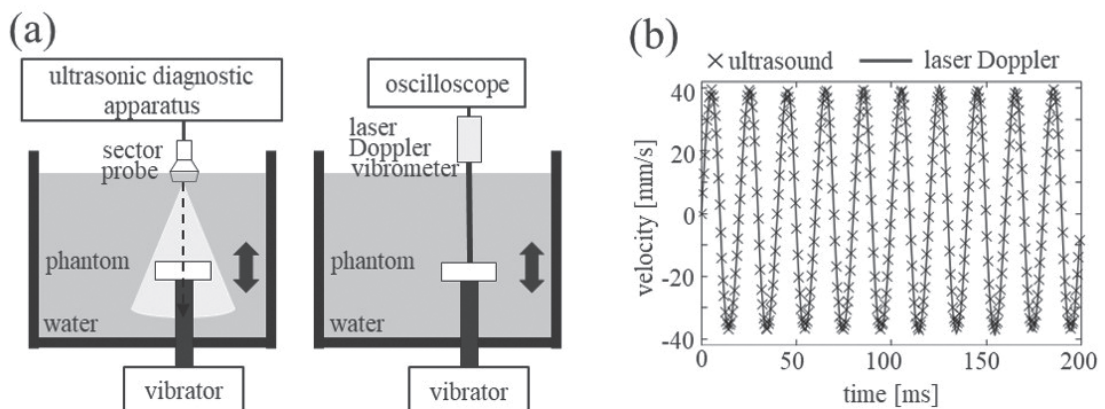 (a)
ultrasonic diagnostic
apparatus
sector
probe
phantom
water
vibrator
oscilloscope
laser
Doppler
vibrometer
phantom
water
vibrator
(b)
× ultrasound — laser Doppler
velocity [mm/s]
40
20
0
-20
-40
0 50 100 150 200
time [ms]